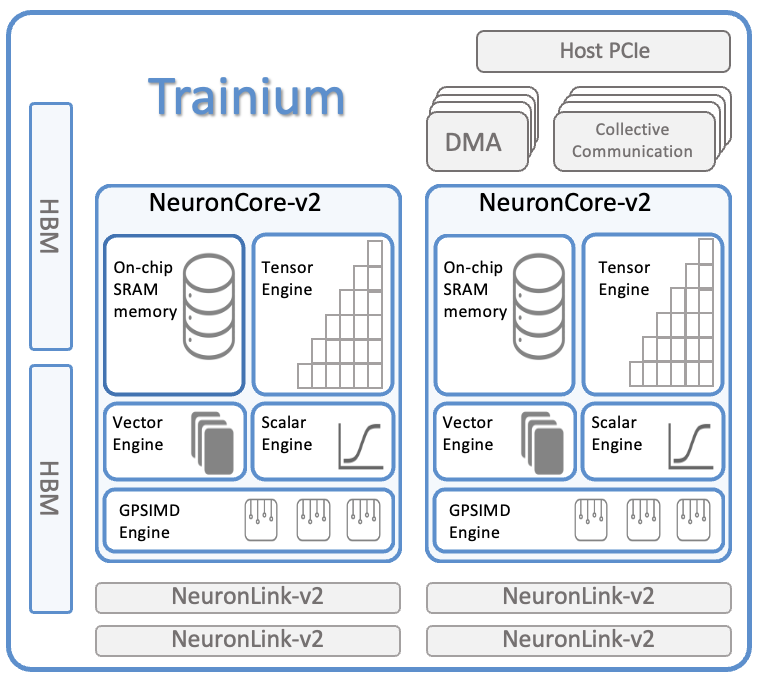 Host PCIe
Trainium
DMA
Collective
Communication
HBM
HBM
NeuronCore-v2
On-chip
SRAM
memory
Tensor
Engine
Vector
Engine
Scalar
Engine
GPSIMD
Engine
NeuronCore-v2
On-chip
SRAM
memory
Tensor
Engine
Vector
Engine
Scalar
Engine
GPSIMD
Engine
NeuronLink-v2
NeuronLink-v2
NeuronLink-v2
NeuronLink-v2